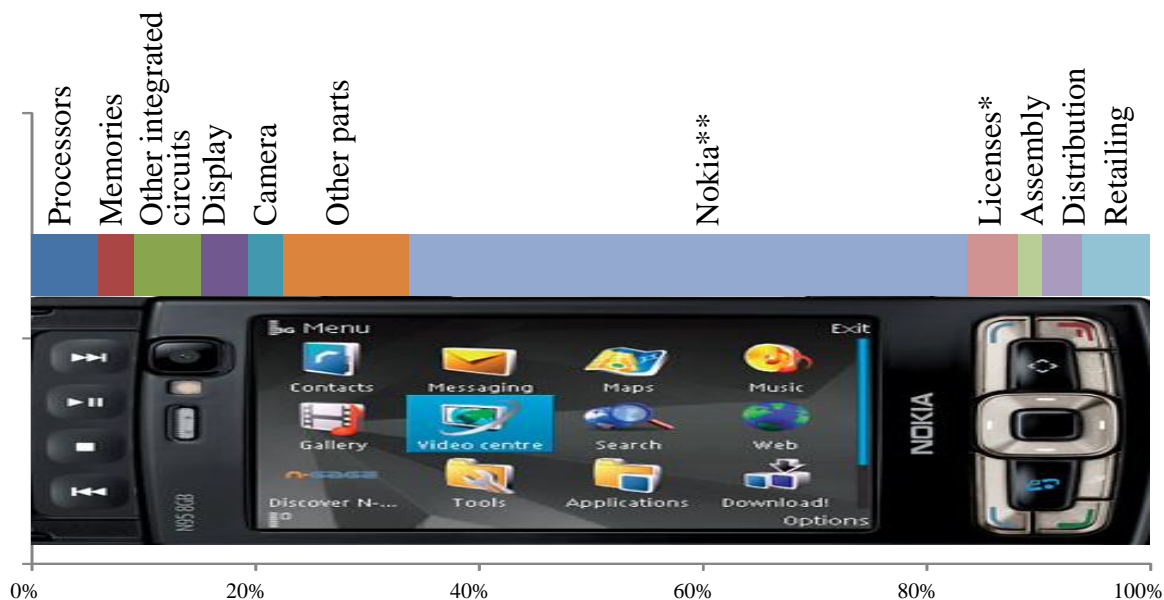 Processors
Memories
Other integrated
circuits
Display
Camera
Other parts
Nokia**
Licenses*
Assembly
Distribution
Retailing
3G Menu
Exit
Contacts
Messaging
Maps
Music
Gallery
Video centre
Search
Web
n-gage
Discover N-...
Tools
Applications
Download!
Options
N95 8GB
NOKIA
0%
20%
40%
60%
80%
100%